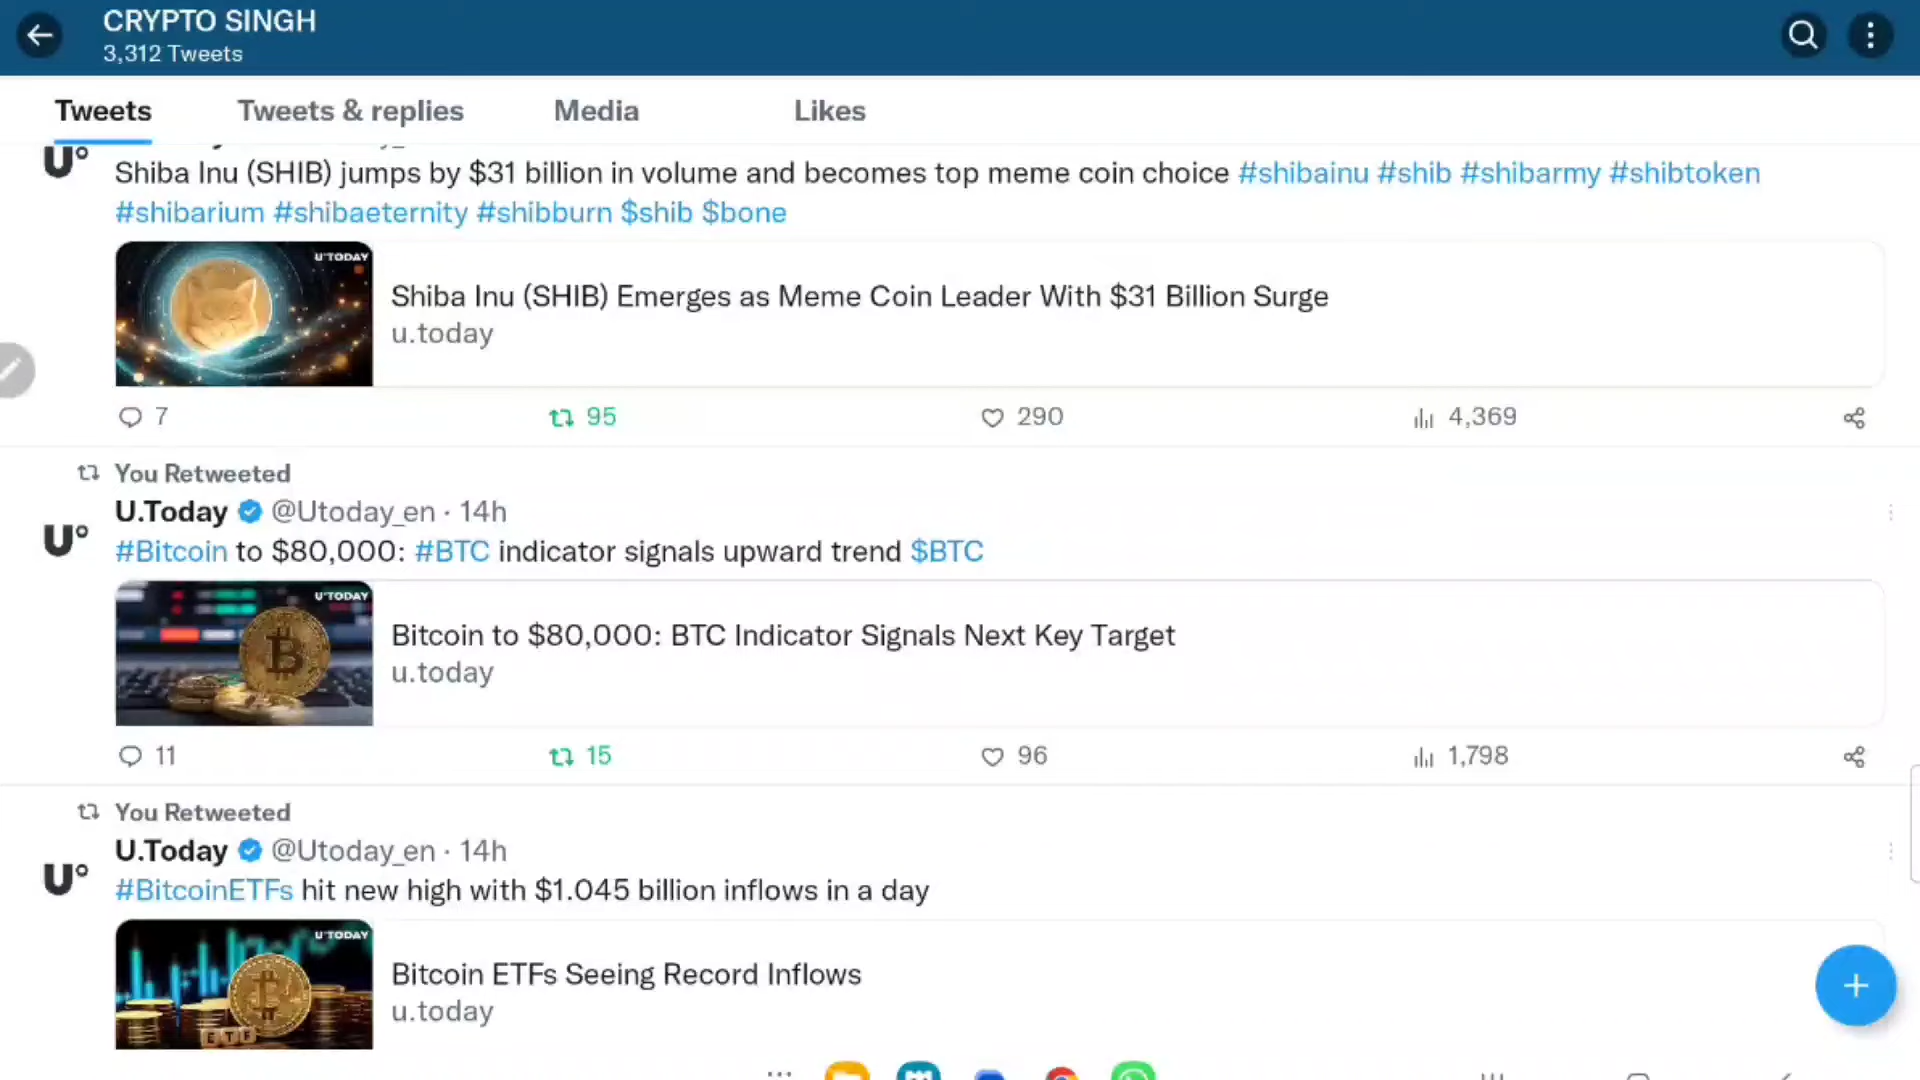 CRYPTO SINGH
3,312 Tweets
Tweets
Tweets & replies
Media
Likes
U°
Shiba Inu (SHIB) jumps by $31 billion in volume and becomes top meme coin choice #shibainu #shib #shibarmy #shibtoken
#shibarium #shibaeternity #shibburn $shib $bone
U°TODAY
Shiba Inu (SHIB) Emerges as Meme Coin Leader With $31 Billion Surge
u.today
7
95
290
4,369
You Retweeted
U.Today @Utoday_en · 14h
U°
#Bitcoin to $80,000: #BTC indicator signals upward trend $BTC
U°TODAY
Bitcoin to $80,000: BTC Indicator Signals Next Key Target
u.today
11
15
96
1,798
You Retweeted
U.Today @Utoday_en · 14h
U°
#BitcoinETFs hit new high with $1.045 billion inflows in a day
U°TODAY
Bitcoin ETFs Seeing Record Inflows
u.today
ETF